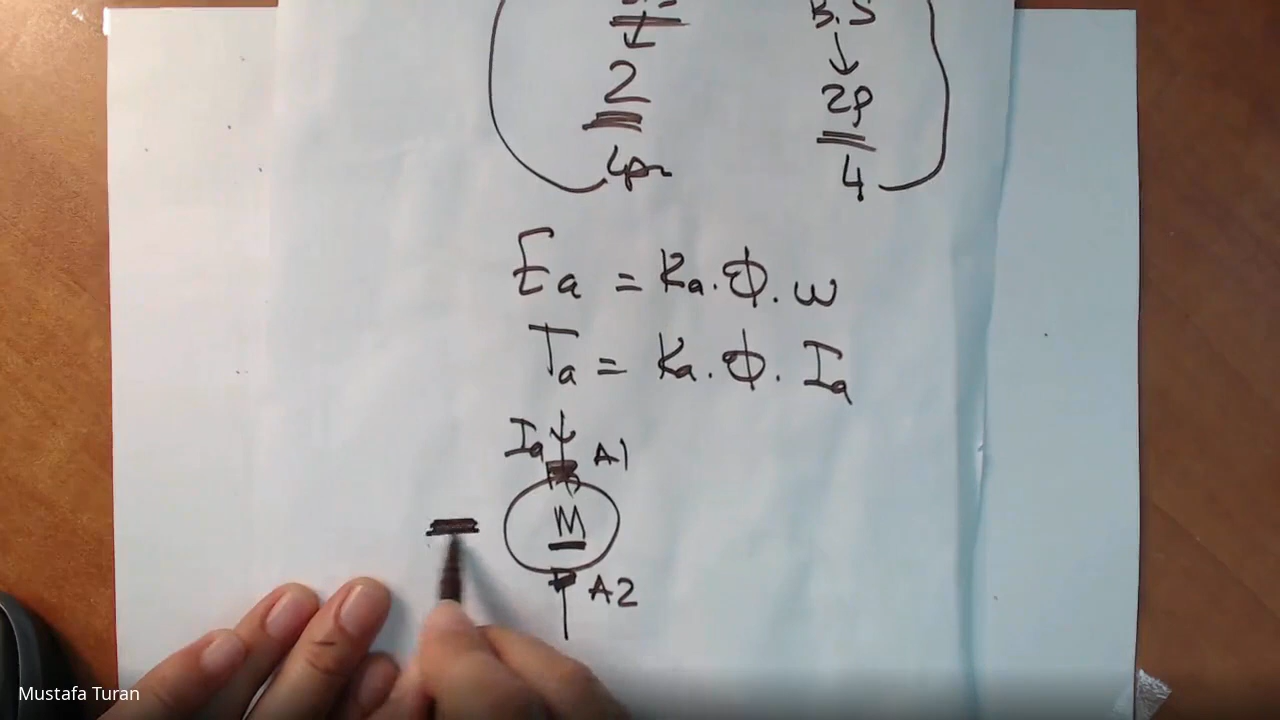 B.S
2 2p
4 4
Ea = Ka.Φ.ω
Ta = Ka.Φ.Ia
Ia A1
M
A2
Mustafa Turan